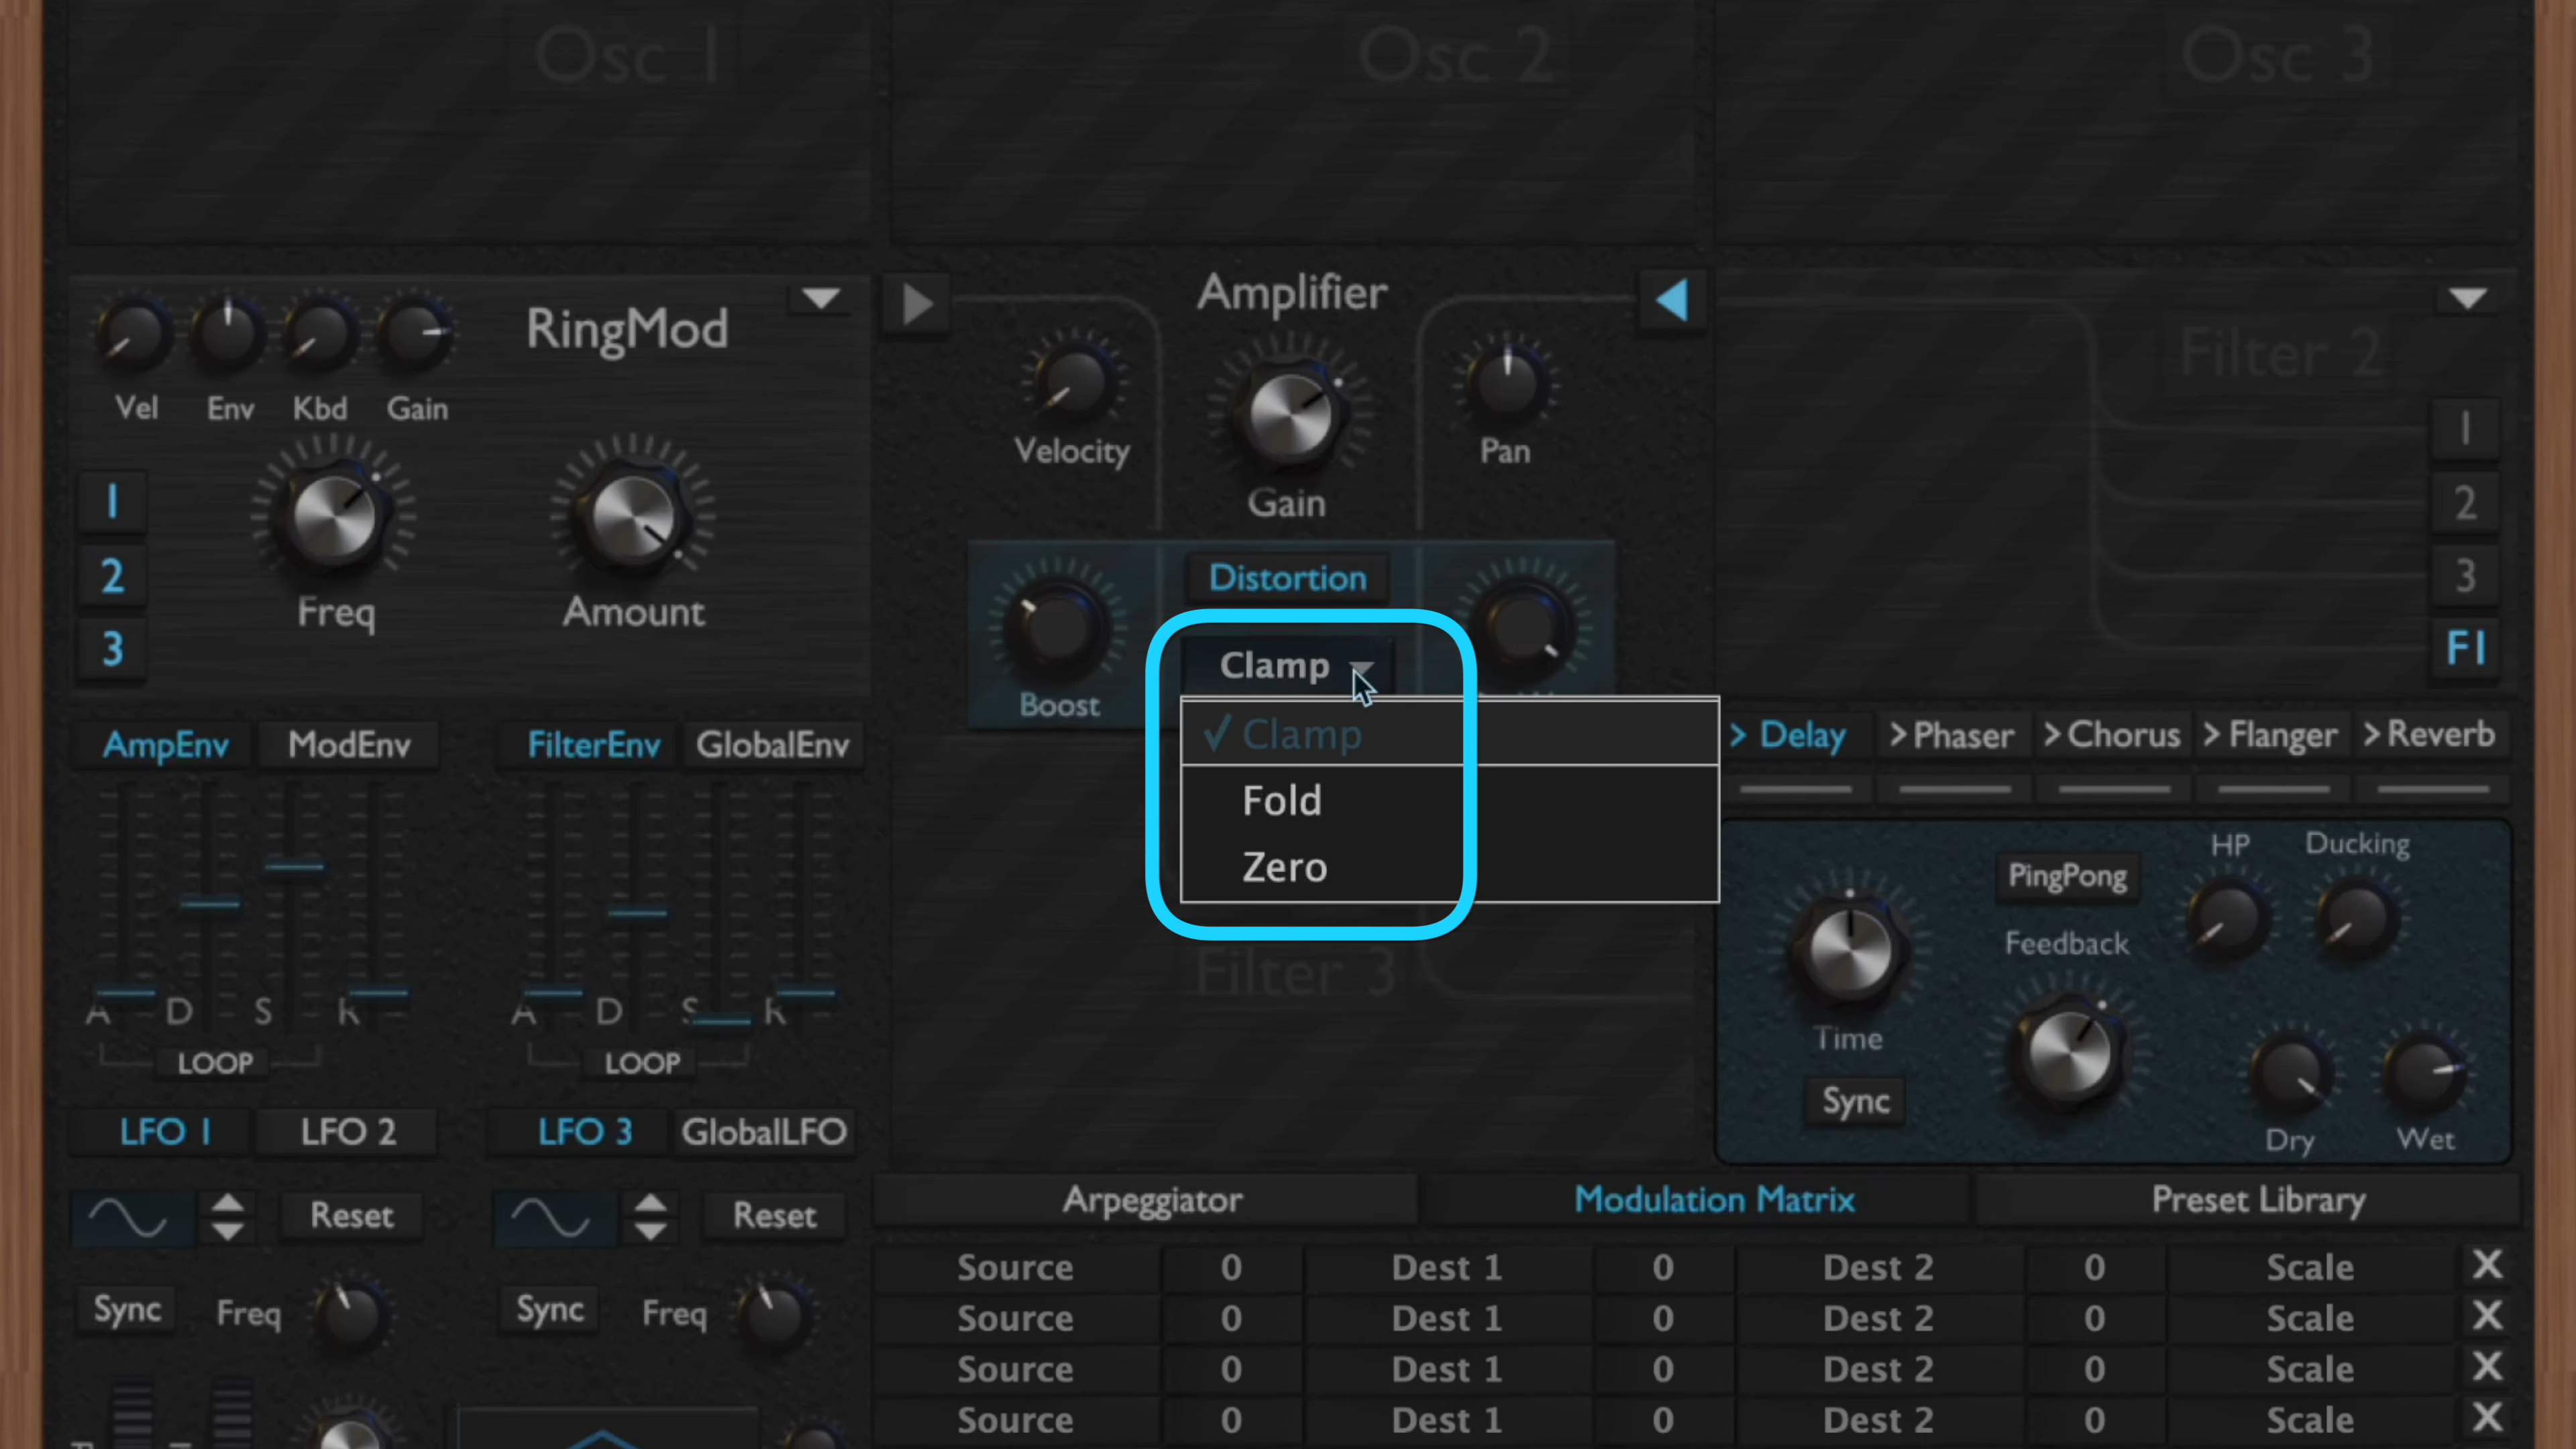 Osc 1
Osc 2
Osc 3
Amplifier
RingMod
Filter 2
Vel
Env
Kbd
Gain
Velocity
Gain
Pan
1
2
3
Freq
Amount
1
2
3
F1
Distortion
Boost
Clamp
✓ Clamp
Fold
Zero
AmpEnv
ModEnv
FilterEnv
GlobalEnv
> Delay
> Phaser
> Chorus
> Flanger
> Reverb
PingPong
HP
Ducking
Feedback
Filter 3
A D S R
A D S R
LOOP
LOOP
Time
Sync
Dry
Wet
LFO 1
LFO 2
LFO 3
GlobalLFO
Reset
Reset
Arpeggiator
Modulation Matrix
Preset Library
Sync
Freq
Sync
Freq
Source 0 Dest 1 0 Dest 2 0 Scale X
Source 0 Dest 1 0 Dest 2 0 Scale X
Source 0 Dest 1 0 Dest 2 0 Scale X
Source 0 Dest 1 0 Dest 2 0 Scale X